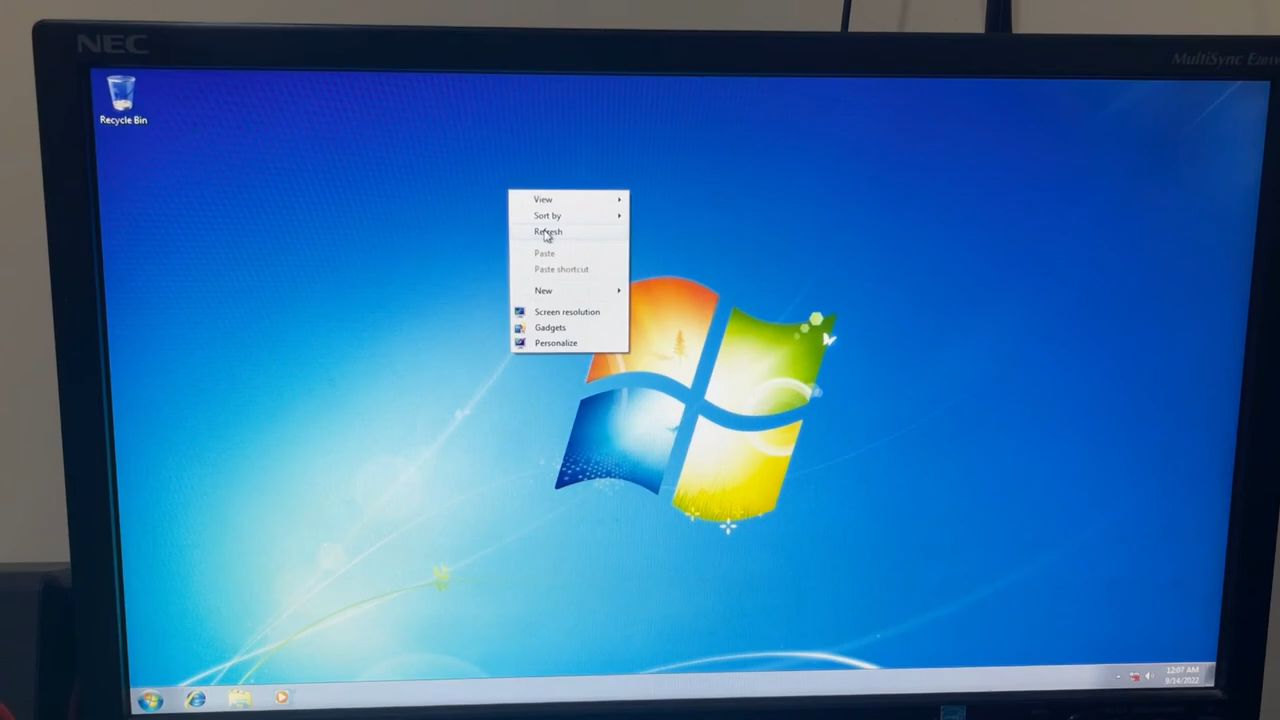 NEC
MultiSync
Recycle Bin
View
Sort by
Refresh
Paste
Paste shortcut
New
Screen resolution
Gadgets
Personalize
12:07 AM
9/14/2022